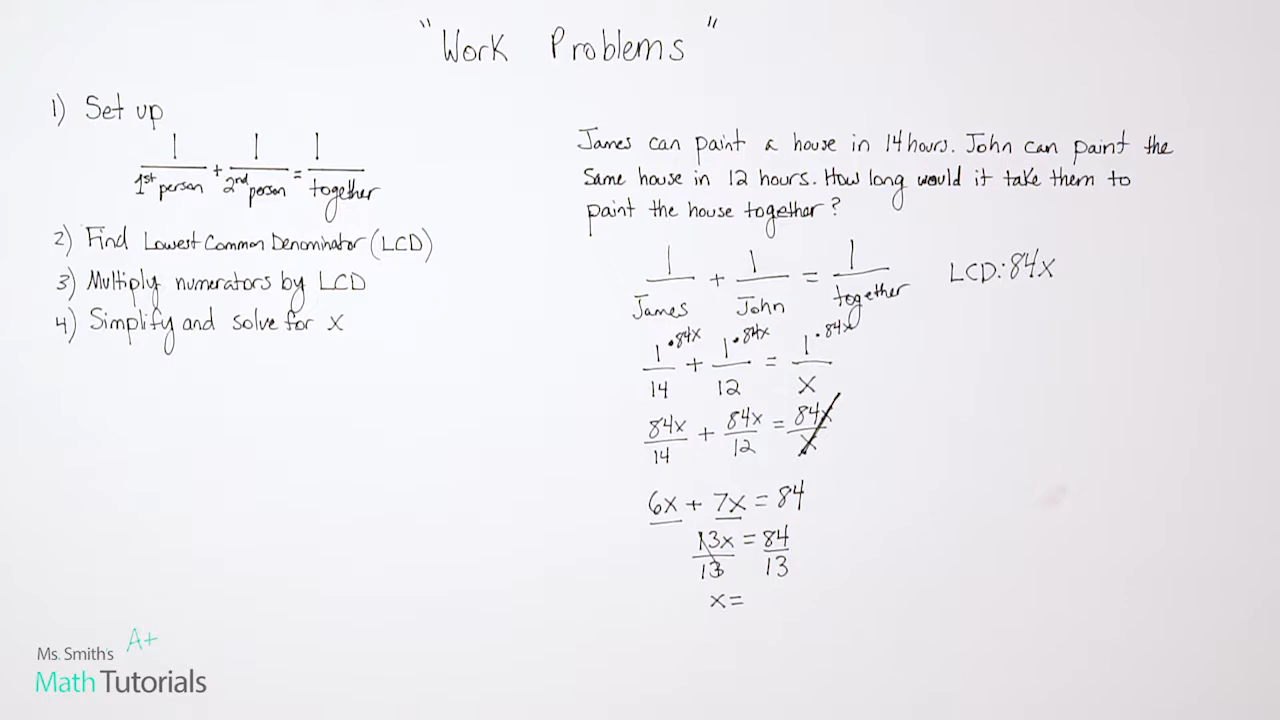 "Work Problems"
1) Set up
1 + 1 = 1
1st person 2nd person together
2) Find Lowest Common Denominator (LCD)
3) Multiply numerators by LCD
4) Simplify and solve for x
James can paint a house in 14 hours. John can paint the
Same house in 12 hours. How long would it take them to
paint the house together?
1 + 1 = 1
James John together
LCD: 84x
1 •84x + 1 •84x = 1 •84x
14 12 x
84x + 84x = 84x
14 12 x
6x + 7x = 84
13x = 84
13 13
x =
Ms. Smith's A+
Math Tutorials